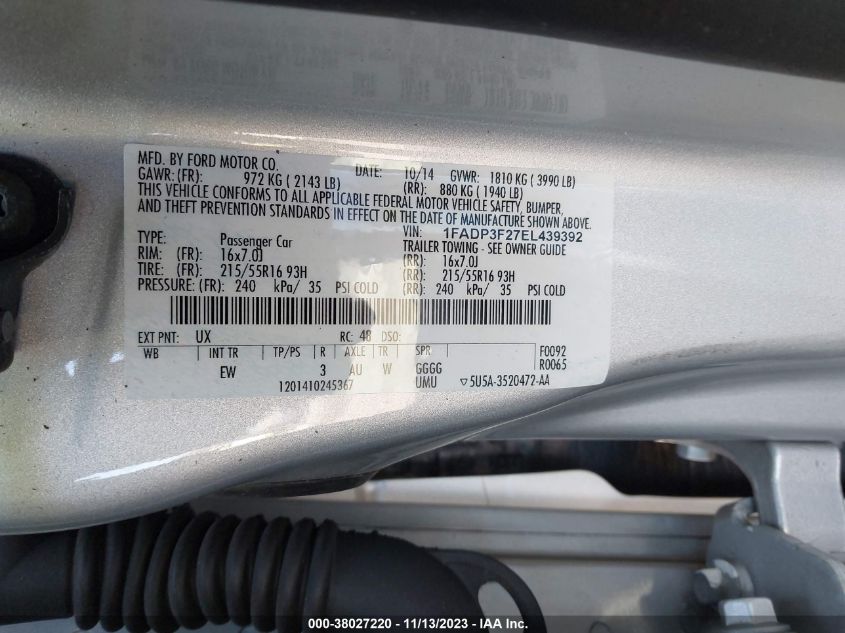 MFD. BY FORD MOTOR CO.
DATE: 10/14 GVWR: 1810 KG ( 3990 LB)
GAWR: (FR): 972 KG ( 2143 LB) (RR): 880 KG ( 1940 LB)
THIS VEHICLE CONFORMS TO ALL APPLICABLE FEDERAL MOTOR VEHICLE SAFETY, BUMPER,
AND THEFT PREVENTION STANDARDS IN EFFECT ON THE DATE OF MANUFACTURE SHOWN ABOVE.
VIN: 1FADP3F27EL439392
TYPE: Passenger Car TRAILER TOWING - SEE OWNER GUIDE
RIM: (FR): 16x7.0J (RR): 16x7.0J
TIRE: (FR): 215/55R16 93H (RR): 215/55R16 93H
PRESSURE: (FR): 240 kPa/ 35 PSI COLD (RR): 240 kPa/ 35 PSI COLD
EXT PNT: UX RC: 48 DSO:
WB INT TR TP/PS R AXLE TR SPR F0092
EW 3 AU W GGGG R0065
1201410245367 UMU ▽5U5A-3520472-AA
000-38027220 - 11/13/2023 - IAA Inc.